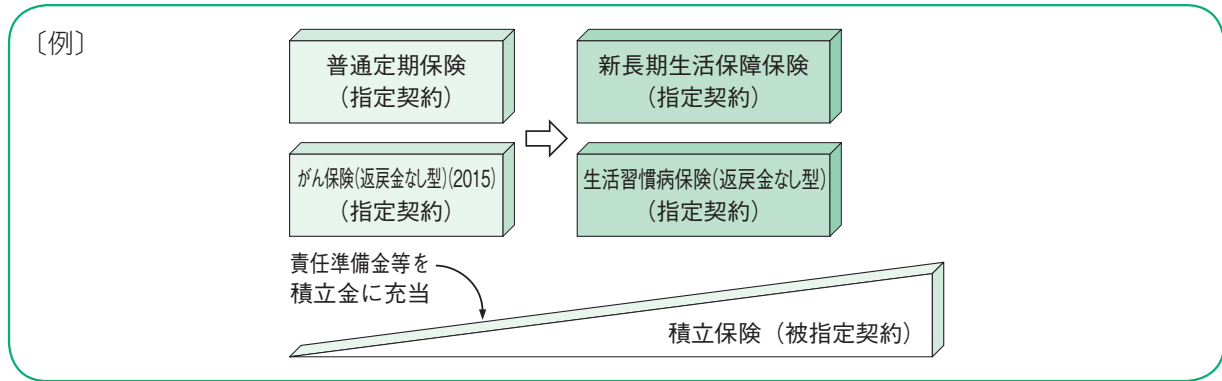 〔例〕
普通定期保険
（指定契約）
新長期生活保障保険
（指定契約）
がん保険(返戻金なし型)(2015)
（指定契約）
生活習慣病保険(返戻金なし型)
（指定契約）
責任準備金等を
積立金に充当
積立保険（被指定契約）